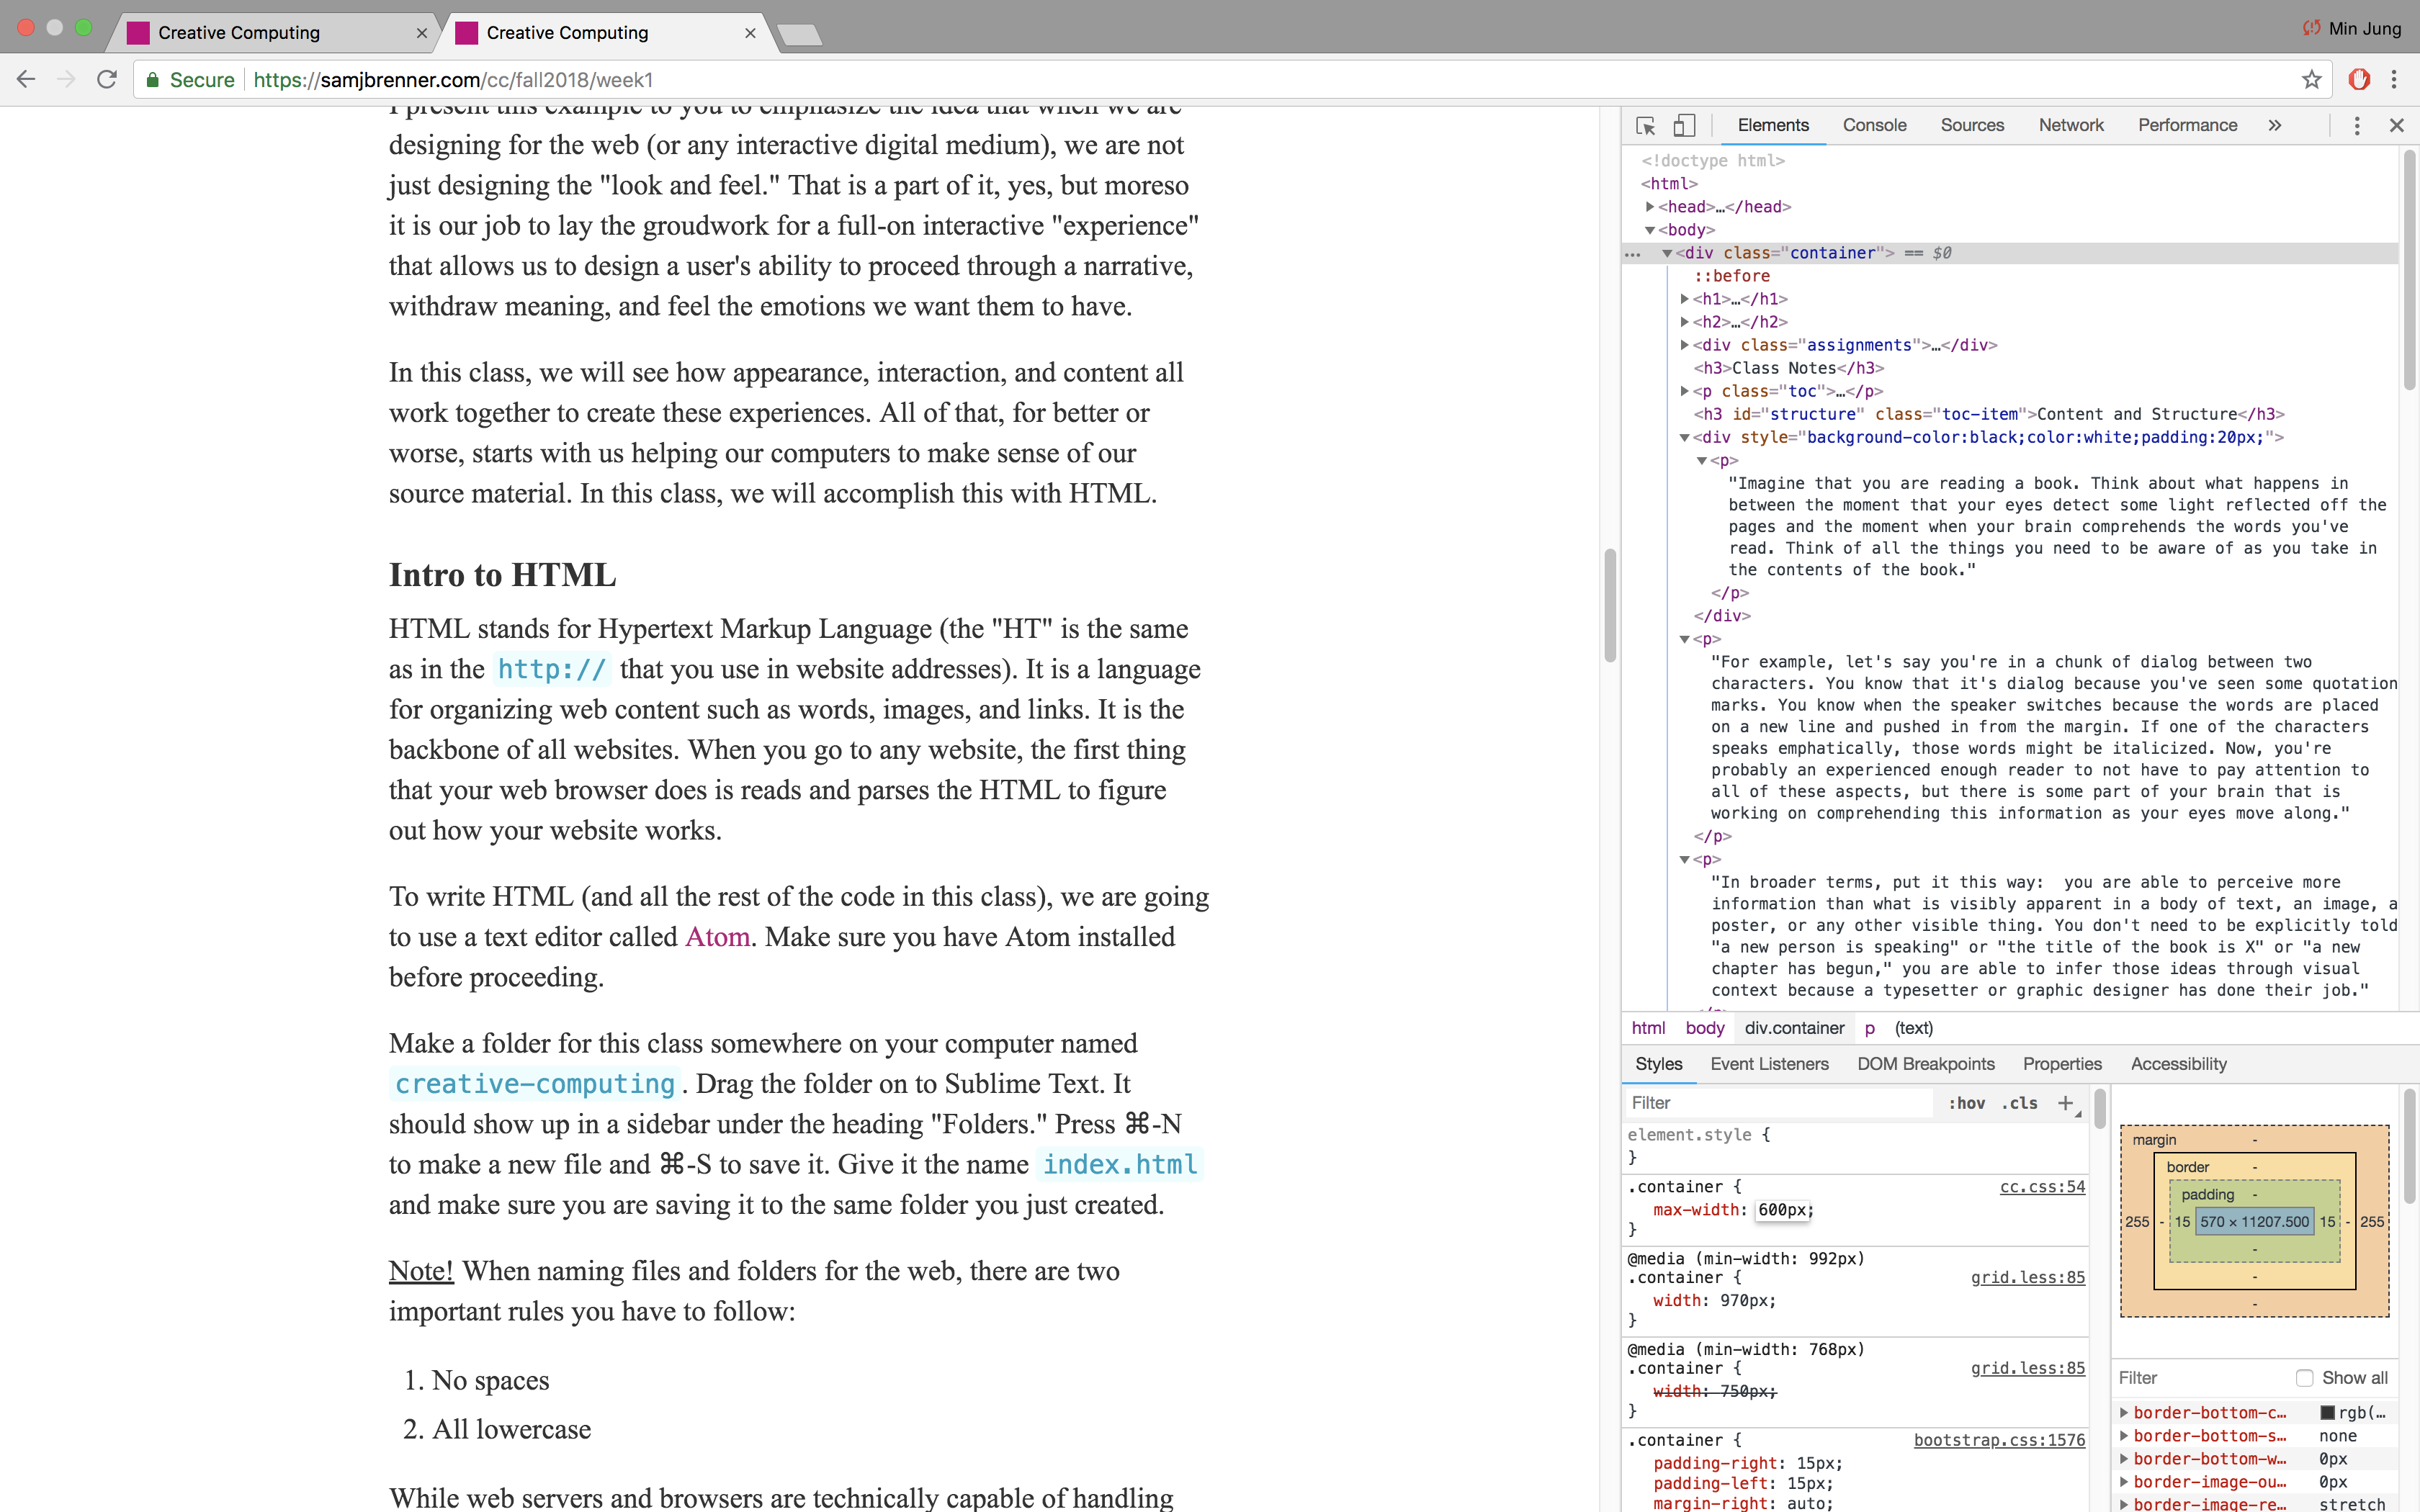 Creative Computing
Creative Computing
Min Jung
Secure https://samjbrenner.com/cc/fall2018/week1
I present this example to you to emphasize the idea that when we are
designing for the web (or any interactive digital medium), we are not
just designing the "look and feel." That is a part of it, yes, but moreso
it is our job to lay the groudwork for a full-on interactive "experience"
that allows us to design a user's ability to proceed through a narrative,
withdraw meaning, and feel the emotions we want them to have.
In this class, we will see how appearance, interaction, and content all
work together to create these experiences. All of that, for better or
worse, starts with us helping our computers to make sense of our
source material. In this class, we will accomplish this with HTML.
Intro to HTML
HTML stands for Hypertext Markup Language (the "HT" is the same
as in the http:// that you use in website addresses). It is a language
for organizing web content such as words, images, and links. It is the
backbone of all websites. When you go to any website, the first thing
that your web browser does is reads and parses the HTML to figure
out how your website works.
To write HTML (and all the rest of the code in this class), we are going
to use a text editor called Atom. Make sure you have Atom installed
before proceeding.
Make a folder for this class somewhere on your computer named
creative-computing. Drag the folder on to Sublime Text. It
should show up in a sidebar under the heading "Folders." Press ⌘-N
to make a new file and ⌘-S to save it. Give it the name index.html
and make sure you are saving it to the same folder you just created.
Note! When naming files and folders for the web, there are two
important rules you have to follow:
1. No spaces
2. All lowercase
While web servers and browsers are technically capable of handling
Elements Console Sources Network Performance »
<!doctype html>
<html>
<head>…</head>
<body>
… <div class="container"> == $0
::before
<h1>…</h1>
<h2>…</h2>
<div class="assignments">…</div>
<h3>Class Notes</h3>
<p class="toc">…</p>
<h3 id="structure" class="toc-item">Content and Structure</h3>
<div style="background-color:black;color:white;padding:20px;">
<p>
"Imagine that you are reading a book. Think about what happens in
between the moment that your eyes detect some light reflected off the
pages and the moment when your brain comprehends the words you've
read. Think of all the things you need to be aware of as you take in
the contents of the book."
</p>
</div>
<p>
"For example, let's say you're in a chunk of dialog between two
characters. You know that it's dialog because you've seen some quotation
marks. You know when the speaker switches because the words are placed
on a new line and pushed in from the margin. If one of the characters
speaks emphatically, those words might be italicized. Now, you're
probably an experienced enough reader to not have to pay attention to
all of these aspects, but there is some part of your brain that is
working on comprehending this information as your eyes move along."
</p>
<p>
"In broader terms, put it this way:  you are able to perceive more
information than what is visibly apparent in a body of text, an image, a
poster, or any other visible thing. You don't need to be explicitly told
"a new person is speaking" or "the title of the book is X" or "a new
chapter has begun," you are able to infer those ideas through visual
context because a typesetter or graphic designer has done their job."
html body div.container p (text)
Styles Event Listeners DOM Breakpoints Properties Accessibility
Filter :hov .cls +
element.style {
}
.container { cc.css:54
max-width: 600px;
}
@media (min-width: 992px)
.container { grid.less:85
width: 970px;
}
@media (min-width: 768px)
.container { grid.less:85
width: 750px;
}
.container { bootstrap.css:1576
padding-right: 15px;
padding-left: 15px;
margin-right: auto;
margin -
border -
padding -
255 - 15 570 × 11207.500 15 - 255
-
-
-
Filter Show all
border-bottom-c… rgb(…
border-bottom-s… none
border-bottom-w… 0px
border-image-ou… 0px
border-image-re… stretch